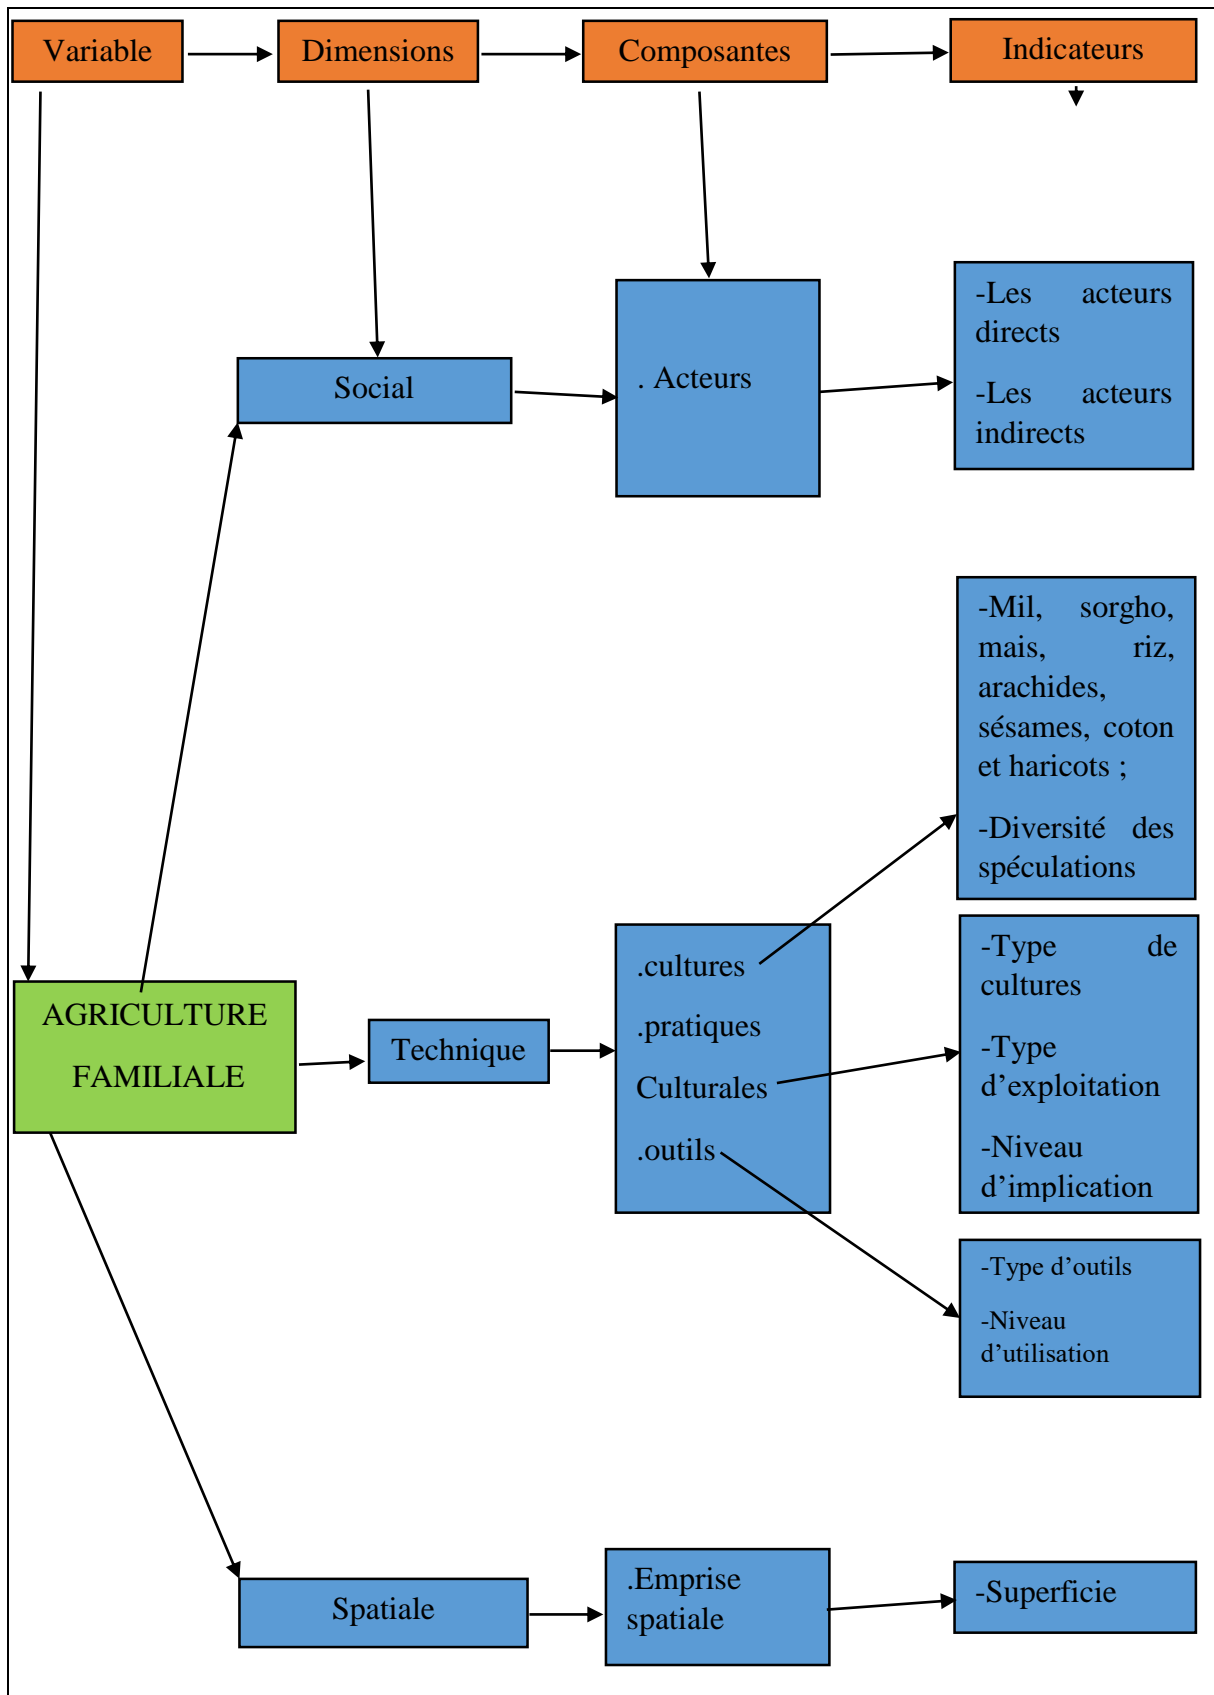 Variable
Dimensions
Composantes
Indicateurs
Social
. Acteurs
-Les acteurs
directs
-Les acteurs
indirects
AGRICULTURE
FAMILIALE
Technique
.cultures
.pratiques
Culturales
.outils
-Mil, sorgho,
mais, riz,
arachides,
sésames, coton
et haricots ;
-Diversité des
spéculations
-Type de
cultures
-Type
d’exploitation
-Niveau
d’implication
-Type d’outils
-Niveau
d’utilisation
Spatiale
.Emprise
spatiale
-Superficie